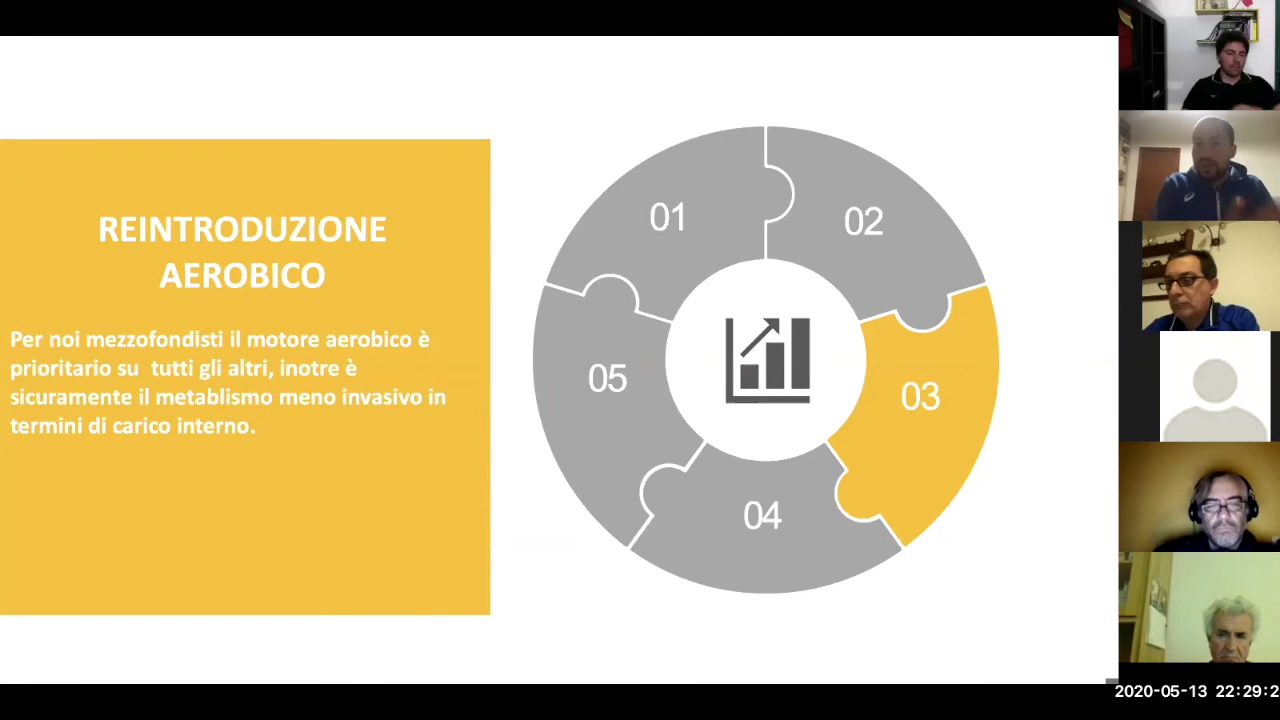 REINTRODUZIONE
AEROBICO
Per noi mezzofondisti il motore aerobico è
prioritario su  tutti gli altri, inotre è
sicuramente il metablismo meno invasivo in
termini di carico interno.
01
02
03
04
05
2020-05-13 22:29:2